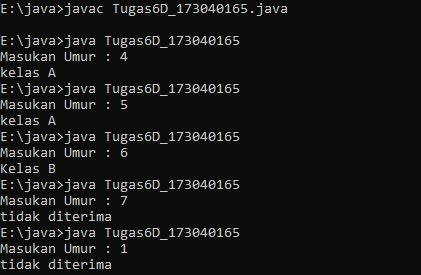 E:\java>javac Tugas6D_173040165.java
E:\java>java Tugas6D_173040165
Masukan Umur : 4
kelas A
E:\java>java Tugas6D_173040165
Masukan Umur : 5
kelas A
E:\java>java Tugas6D_173040165
Masukan Umur : 6
Kelas B
E:\java>java Tugas6D_173040165
Masukan Umur : 7
tidak diterima
E:\java>java Tugas6D_173040165
Masukan Umur : 1
tidak diterima